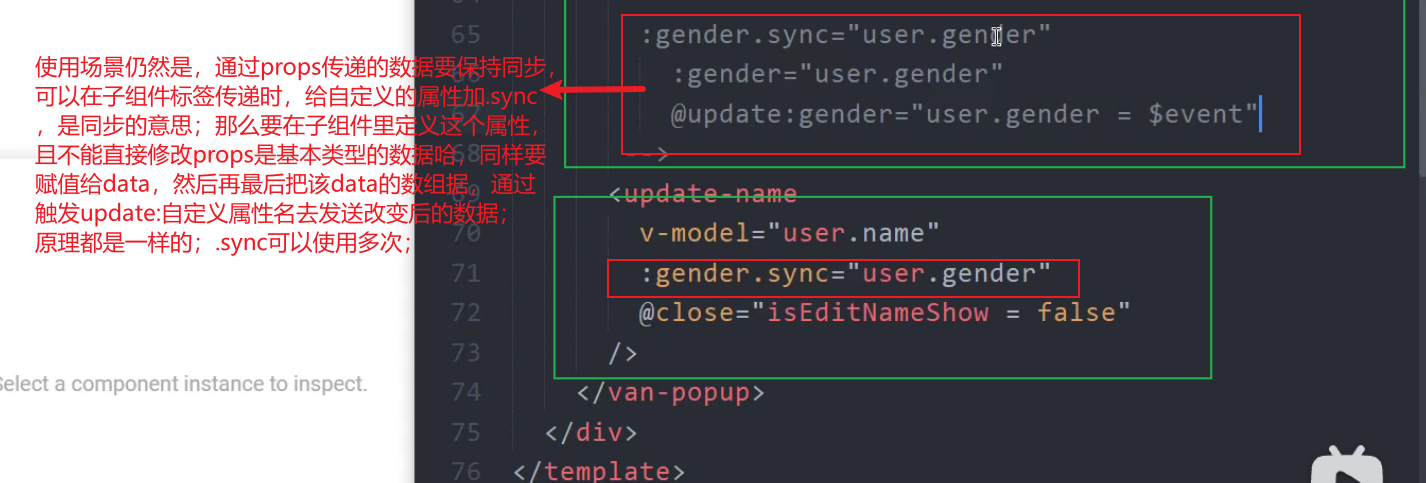 65 :gender.sync="user.gender"
:gender="user.gender"
@update:gender="user.gender = $event"
68 -->
69 <update-name
70 v-model="user.name"
71 :gender.sync="user.gender"
72 @close="isEditNameShow = false"
73 />
74 </van-popup>
75 </div>
76 </template>
使用场景仍然是，通过props传递的数据要保持同步，
可以在子组件标签传递时，给自定义的属性加.sync
，是同步的意思；那么要在子组件里定义这个属性，
且不能直接修改props是基本类型的数据哈，同样要
赋值给data，然后再最后把该data的数组据，通过
触发update:自定义属性名去发送改变后的数据；
原理都是一样的；.sync可以使用多次；
Select a component instance to inspect.